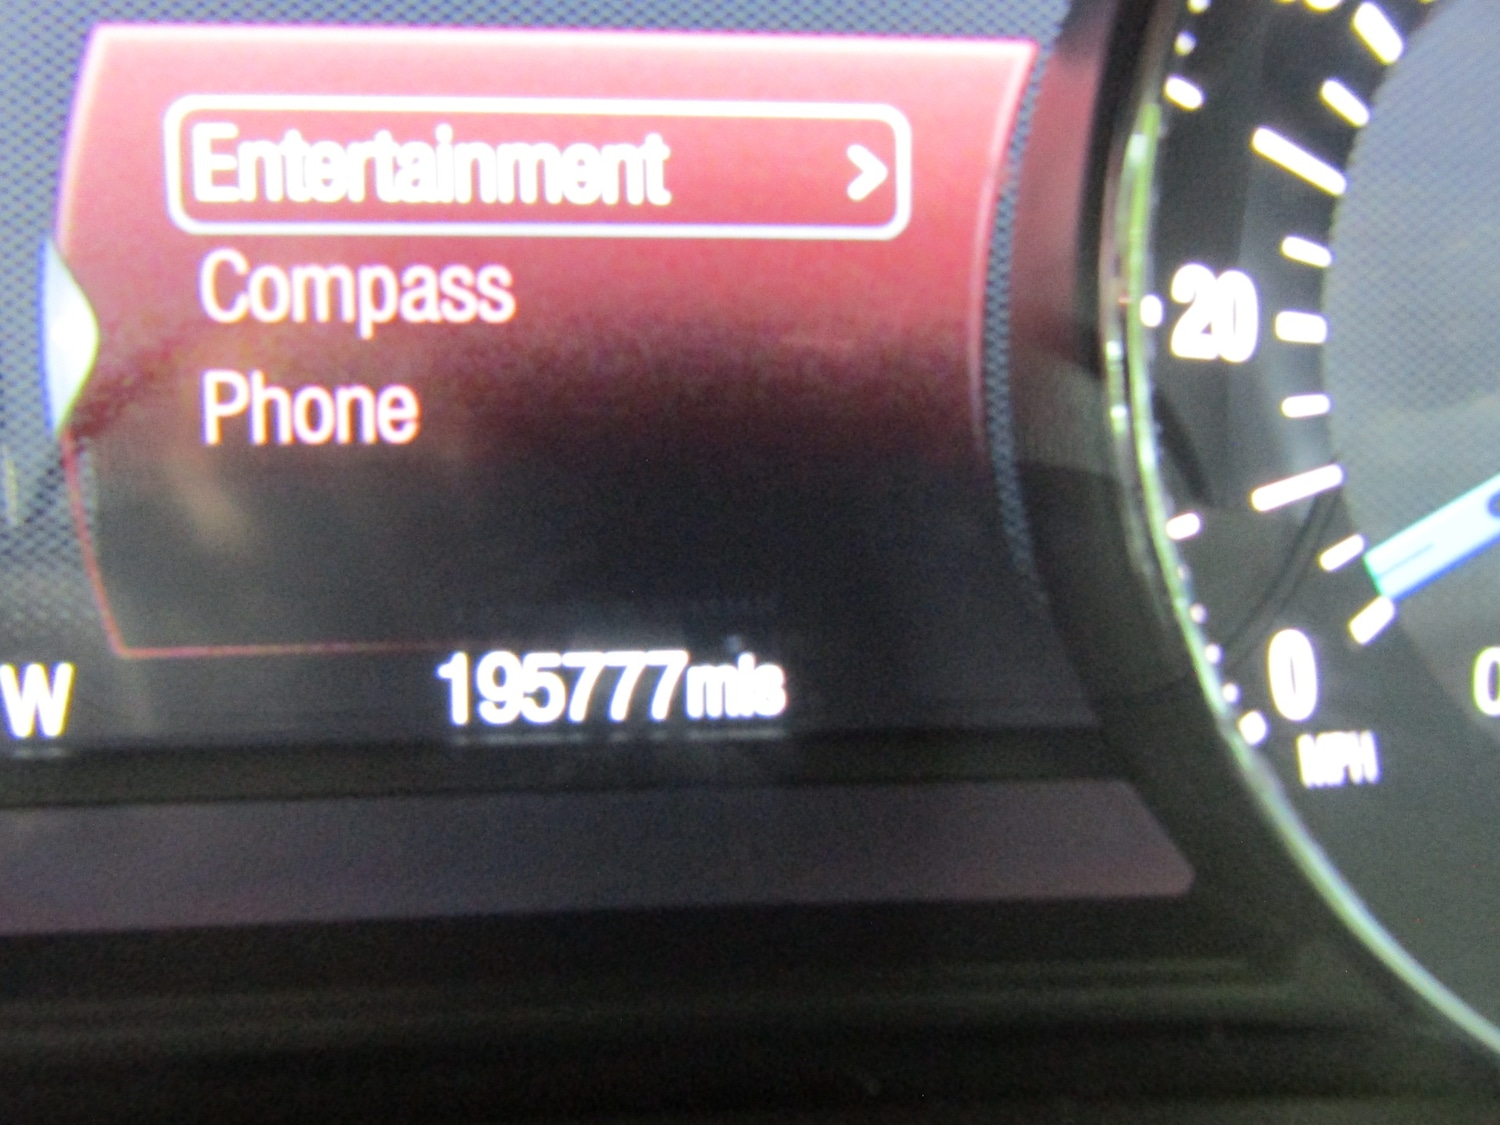 Entertainment >
Compass
Phone
20
W
195777mls
0
MPH